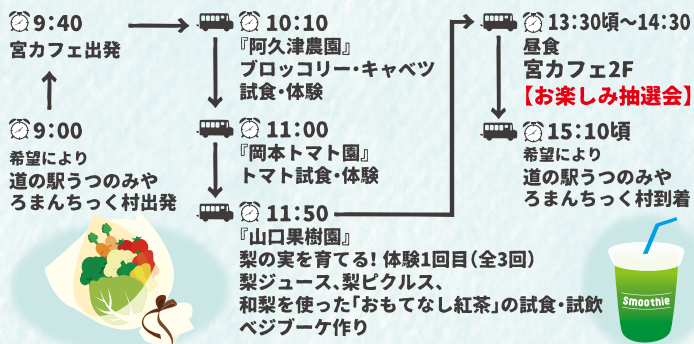 9:00
希望により
道の駅うつのみや
ろまんちっく村出発
9:40
宮カフェ出発
10:10
『阿久津農園』
ブロッコリー・キャベツ
試食・体験
11:00
『岡本トマト園』
トマト試食・体験
11:50
『山口果樹園』
梨の実を育てる！体験1回目（全3回）
梨ジュース、梨ピクルス、
和梨を使った「おもてなし紅茶」の試食・試飲
ベジブーケ作り
13:30頃〜14:30
昼食
宮カフェ2F
【お楽しみ抽選会】
15:10頃
希望により
道の駅うつのみや
ろまんちっく村到着
Smoothie